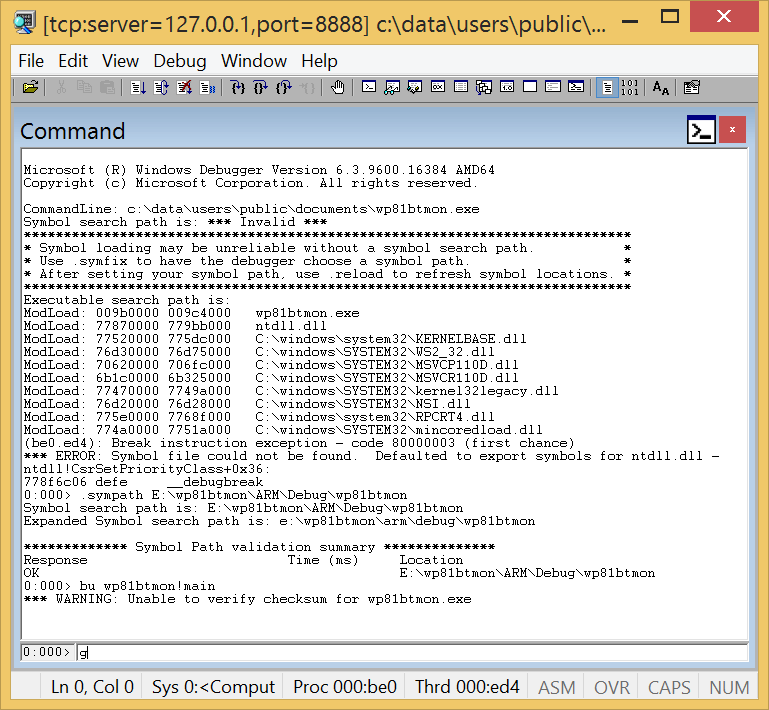 [tcp:server=127.0.0.1,port=8888] c:\data\users\public\...
File Edit View Debug Window Help
Command
Microsoft (R) Windows Debugger Version 6.3.9600.16384 AMD64
Copyright (c) Microsoft Corporation. All rights reserved.
CommandLine: c:\data\users\public\documents\wp81btmon.exe
Symbol search path is: *** Invalid ***
****************************************************************************
* Symbol loading may be unreliable without a symbol search path.           *
* Use .symfix to have the debugger choose a symbol path.                   *
* After setting your symbol path, use .reload to refresh symbol locations. *
****************************************************************************
Executable search path is:
ModLoad: 009b0000 009c4000   wp81btmon.exe
ModLoad: 77870000 779bb000   ntdll.dll
ModLoad: 77520000 775dc000   C:\windows\system32\KERNELBASE.dll
ModLoad: 76d30000 76d75000   C:\windows\SYSTEM32\WS2_32.dll
ModLoad: 70620000 706fc000   C:\windows\SYSTEM32\MSVCP110D.dll
ModLoad: 6b1c0000 6b325000   C:\windows\SYSTEM32\MSVCR110D.dll
ModLoad: 77470000 7749a000   C:\windows\SYSTEM32\kernel32legacy.dll
ModLoad: 76d20000 76d28000   C:\windows\SYSTEM32\NSI.dll
ModLoad: 775e0000 7768f000   C:\windows\system32\RPCRT4.dll
ModLoad: 774a0000 7751a000   C:\windows\SYSTEM32\mincoredload.dll
(be0.ed4): Break instruction exception - code 80000003 (first chance)
*** ERROR: Symbol file could not be found.  Defaulted to export symbols for ntdll.dll -
ntdll!CsrSetPriorityClass+0x36:
778f6c06 defe     __debugbreak
0:000> .sympath E:\wp81btmon\ARM\Debug\wp81btmon
Symbol search path is: E:\wp81btmon\ARM\Debug\wp81btmon
Expanded Symbol search path is: e:\wp81btmon\arm\debug\wp81btmon
************* Symbol Path validation summary **************
Response                         Time (ms)     Location
OK                                             E:\wp81btmon\ARM\Debug\wp81btmon
0:000> bu wp81btmon!main
*** WARNING: Unable to verify checksum for wp81btmon.exe
0:000> g
Ln 0, Col 0 Sys 0:<Comput Proc 000:be0 Thrd 000:ed4 ASM OVR CAPS NUM